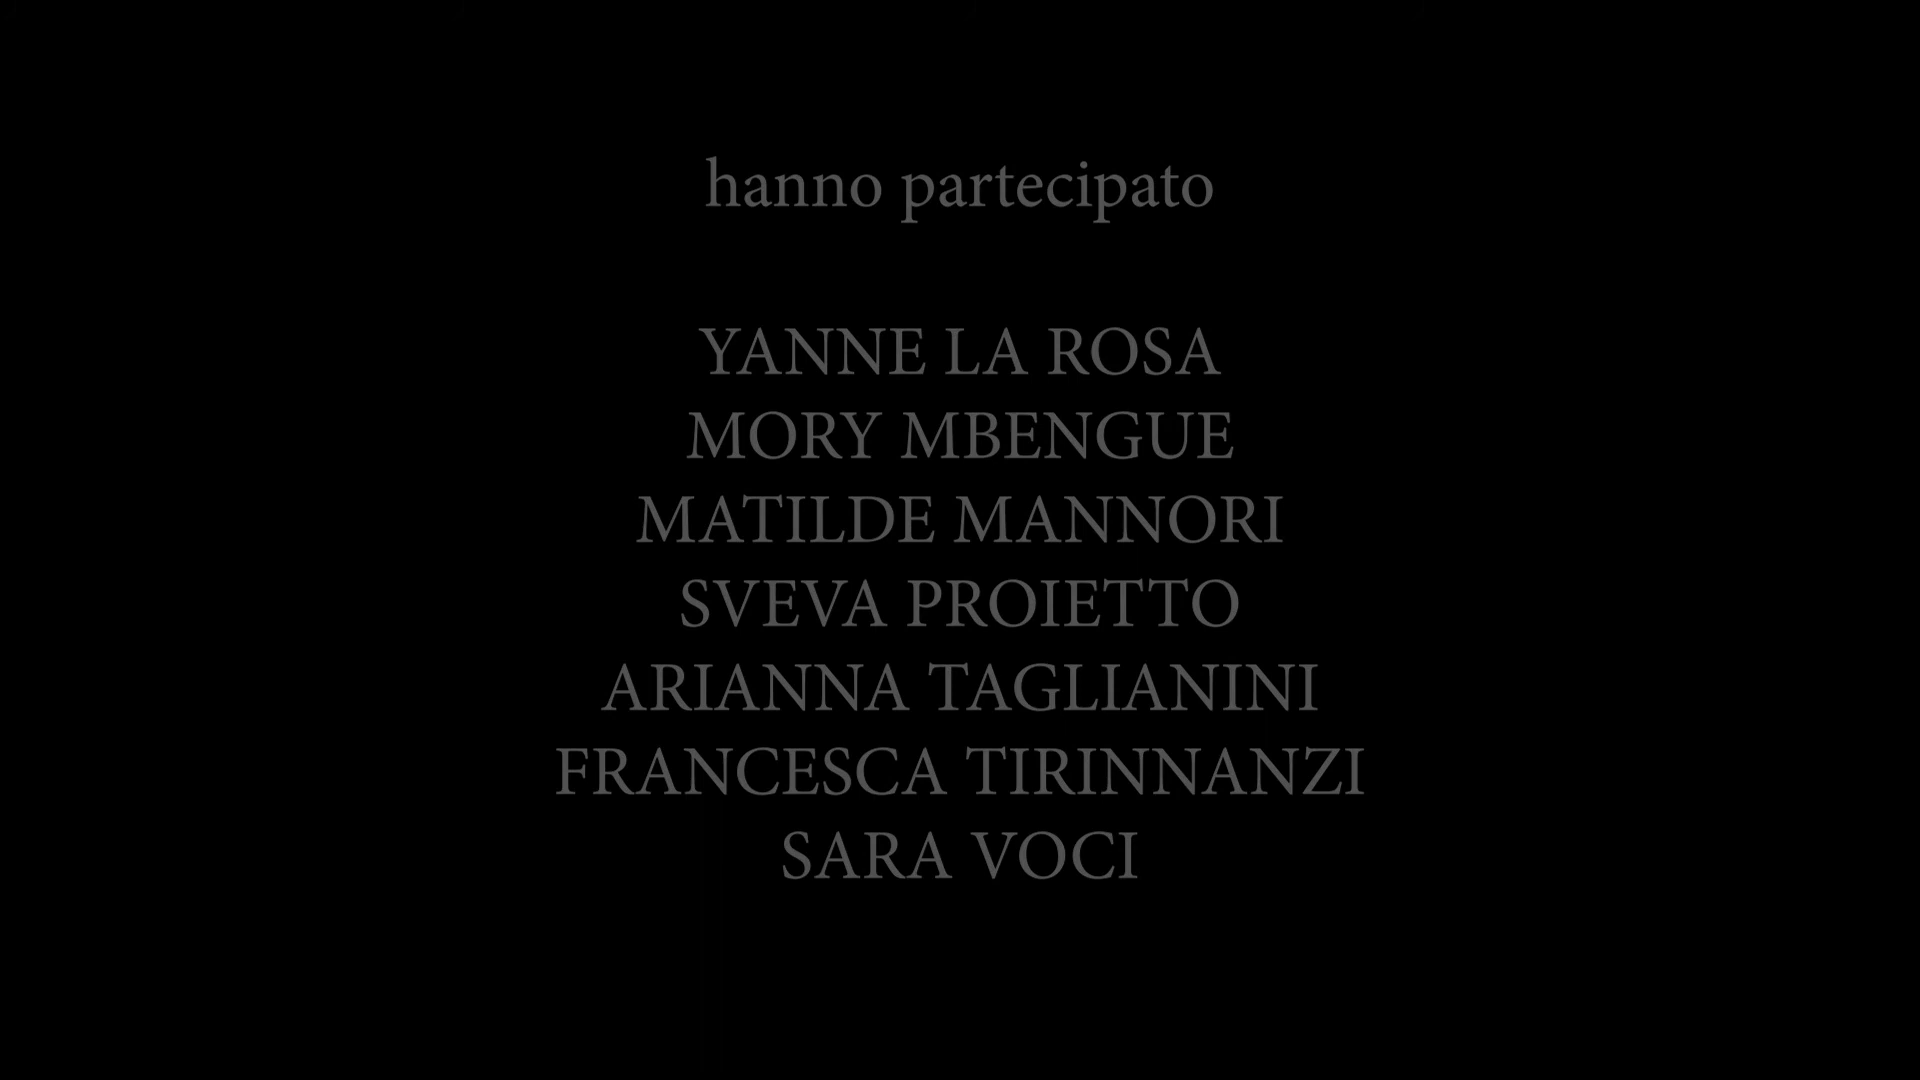 hanno partecipato
YANNE LA ROSA
MORY MBENGUE
MATILDE MANNORI
SVEVA PROIETTO
ARIANNA TAGLIANINI
FRANCESCA TIRINNANZI
SARA VOCI